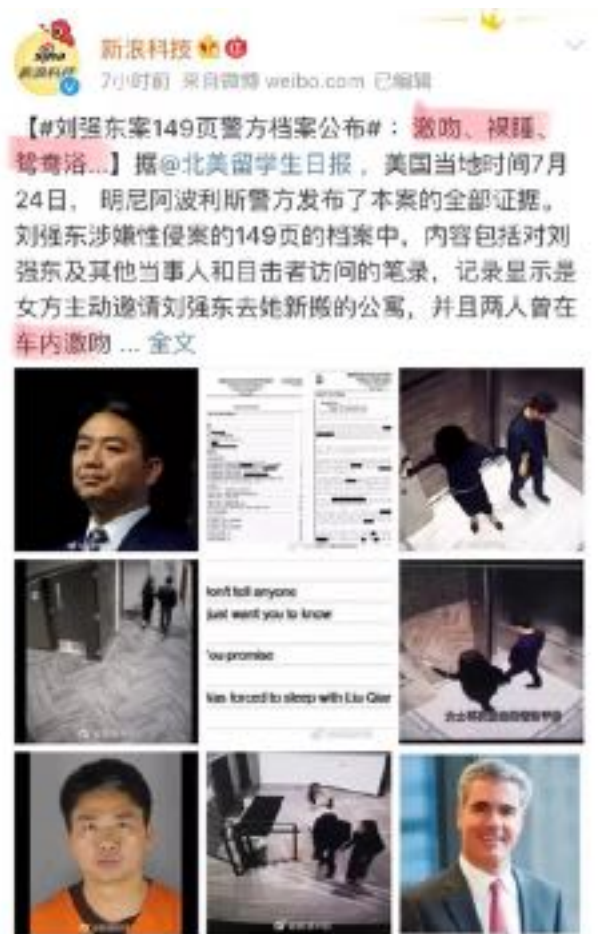 sina
新浪科技
新浪科技
7小时前 来自微博 weibo.com 已编辑
【#刘强东案149页警方档案公布#：激吻、裸睡、
鸳鸯浴...】据@北美留学生日报，美国当地时间7月
24日，明尼阿波利斯警方发布了本案的全部证据。
刘强东涉嫌性侵案的149页的档案中，内容包括对刘
强东及其他当事人和目击者访问的笔录，记录显示是
女方主动邀请刘强东去她新搬的公寓，并且两人曾在
车内激吻 ... 全文
on't tell anyone
just want you to know
ou promise
was forced to sleep with Liu Qian